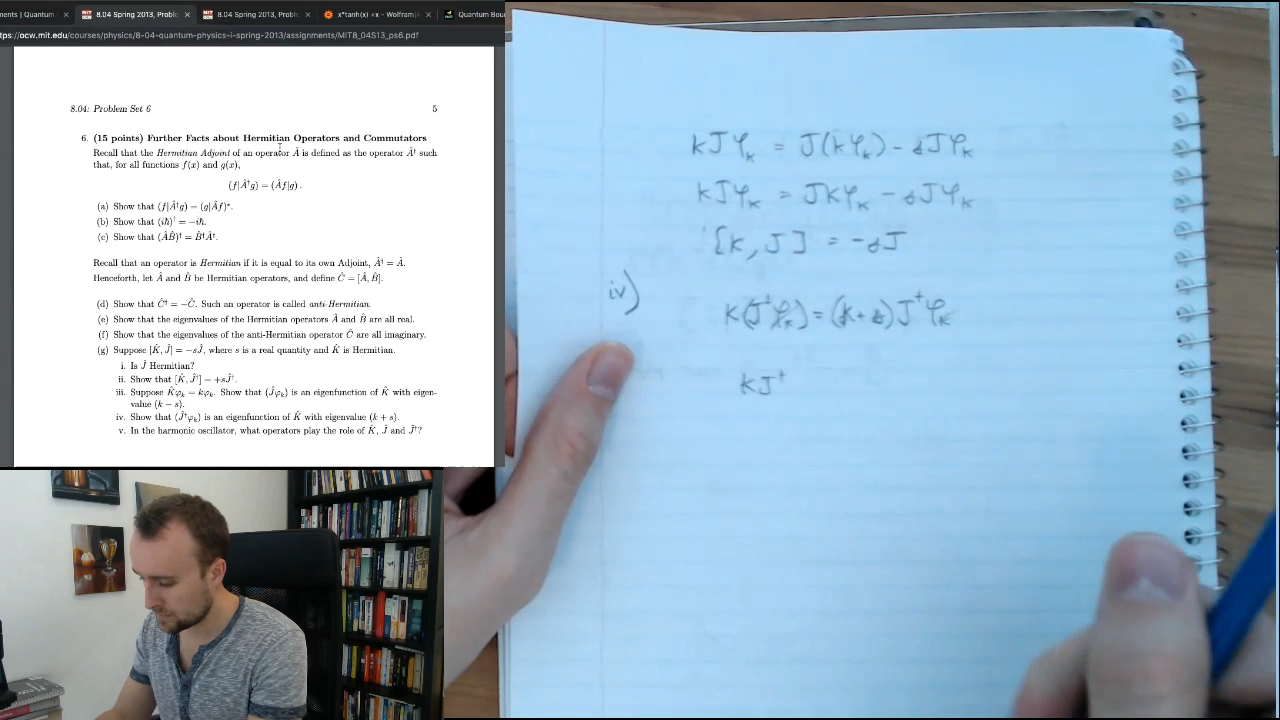 ments | Quantum
8.04 Spring 2013, Problem
8.04 Spring 2013, Problem
x*tanh(x) +x - Wolfram|
Quantum Bou
ps://ocw.mit.edu/courses/physics/8-04-quantum-physics-i-spring-2013/assignments/MIT8_04S13_ps6.pdf
8.04: Problem Set 6
5
6. (15 points) Further Facts about Hermitian Operators and Commutators
Recall that the Hermitian Adjoint of an operator Â is defined as the operator Â† such
that, for all functions f(x) and g(x),
(f|Â†g) = (Âf|g).
(a) Show that (f|Â†g) = (g|Âf)*.
(b) Show that (iħ)† = −iħ.
(c) Show that (ÂB̂)† = B̂†Â†.
Recall that an operator is Hermitian if it is equal to its own Adjoint, Â† = Â.
Henceforth, let Â and B̂ be Hermitian operators, and define Ĉ = [Â, B̂].
(d) Show that Ĉ† = −Ĉ. Such an operator is called anti-Hermitian.
(e) Show that the eigenvalues of the Hermitian operators Â and B̂ are all real.
(f) Show that the eigenvalues of the anti-Hermitian operator Ĉ are all imaginary.
(g) Suppose [K̂, Ĵ] = −sĴ, where s is a real quantity and K̂ is Hermitian.
i. Is Ĵ Hermitian?
ii. Show that [K̂, Ĵ†] = +sĴ†.
iii. Suppose K̂φk = kφk. Show that (Ĵφk) is an eigenfunction of K̂ with eigen-
value (k − s).
iv. Show that (Ĵ†φk) is an eigenfunction of K̂ with eigenvalue (k + s).
v. In the harmonic oscillator, what operators play the role of K̂, Ĵ and Ĵ†?
KJφk = J(kφk) − sJφk
KJφk = JKφk − sJφk
[K, J] = −sJ
iv)
K(J†φk) = (k+s)J†φk
KJ†